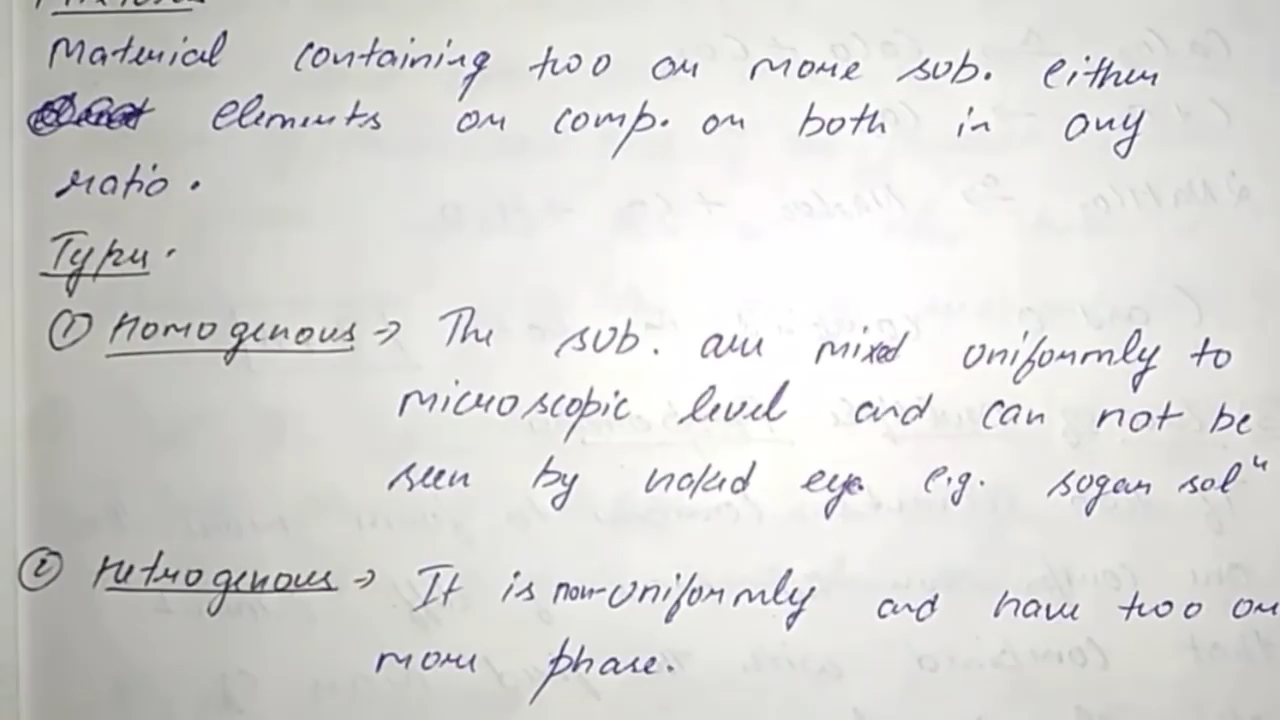 Mixture
Material containing two or more sub. either
elements or comp. or both in any
ratio.
Type.
① Homogenous → The sub. are mixed uniformly to
microscopic level and can not be
seen by naked eye e.g. sugar solⁿ
② Hetrogenous → It is non-uniformly and have two or
more phase.